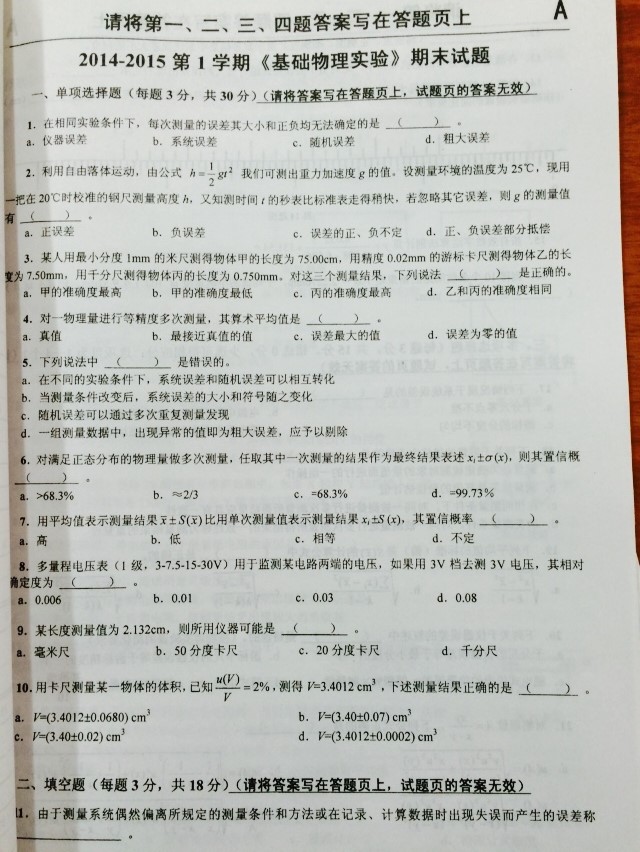 请将第一、二、三、四题答案写在答题页上
A
2014-2015 第 1 学期《基础物理实验》期末试题
一、单项选择题（每题 3 分，共 30 分）（请将答案写在答题页上，试题页的答案无效）
1. 在相同实验条件下，每次测量的误差其大小和正负均无法确定的是 （ ） 。
a. 仪器误差 b. 系统误差 c. 随机误差 d. 粗大误差
2. 利用自由落体运动，由公式 h=1/2 gt² 我们可测出重力加速度 g 的值。设测量环境的温度为 25℃，现用
一把在 20℃时校准的钢尺测量高度 h，又知测时间 t 的秒表比标准表走得稍快，若忽略其它误差，则 g 的测量值
有 （ ） 。
a. 正误差 b. 负误差 c. 误差的正、负不定 d. 正、负误差部分抵偿
3. 某人用最小分度 1mm 的米尺测得物体甲的长度为 75.00cm，用精度 0.02mm 的游标卡尺测得物体乙的长
度为 7.50mm，用千分尺测得物体丙的长度为 0.750mm。对这三个测量结果，下列说法 （ ） 是正确的。
a. 甲的准确度最高 b. 甲的准确度最低 c. 丙的准确度最高 d. 乙和丙的准确度相同
4. 对一物理量进行等精度多次测量，其算术平均值是 （ ） 。
a. 真值 b. 最接近真值的值 c. 误差最大的值 d. 误差为零的值
5. 下列说法中 （ ） 是错误的。
a. 在不同的实验条件下，系统误差和随机误差可以相互转化
b. 当测量条件改变后，系统误差的大小和符号随之变化
c. 随机误差可以通过多次重复测量发现
d. 一组测量数据中，出现异常的值即为粗大误差，应予以剔除
6. 对满足正态分布的物理量做多次测量，任取其中一次测量的结果作为最终结果表述 xᵢ±σ(x)，则其置信概
（ ） 。
a. >68.3% b. ≈2/3 c. =68.3% d. =99.73%
7. 用平均值表示测量结果 x̄±S(x̄) 比用单次测量值表示测量结果 xᵢ±S(x)，其置信概率 （ ） 。
a. 高 b. 低 c. 相等 d. 不定
8. 多量程电压表（1 级，3-7.5-15-30V）用于监测某电路两端的电压，如果用 3V 档去测 3V 电压，其相对
确定度为 （ ） 。
a. 0.006 b. 0.01 c. 0.03 d. 0.08
9. 某长度测量值为 2.132cm，则所用仪器可能是 （ ） 。
a. 毫米尺 b. 50 分度卡尺 c. 20 分度卡尺 d. 千分尺
10. 用卡尺测量某一物体的体积，已知 u(V)/V=2%，测得 V=3.4012 cm³，下述测量结果正确的是 （ ） 。
a. V=(3.4012±0.0680) cm³ b. V=(3.40±0.07) cm³
c. V=(3.40±0.02) cm³ d. V=(3.4012±0.0002) cm³
二、填空题（每题 3 分，共 18 分）（请将答案写在答题页上，试题页的答案无效）
11. 由于测量系统偶然偏离所规定的测量条件和方法或在记录、计算数据时出现失误而产生的误差称
。